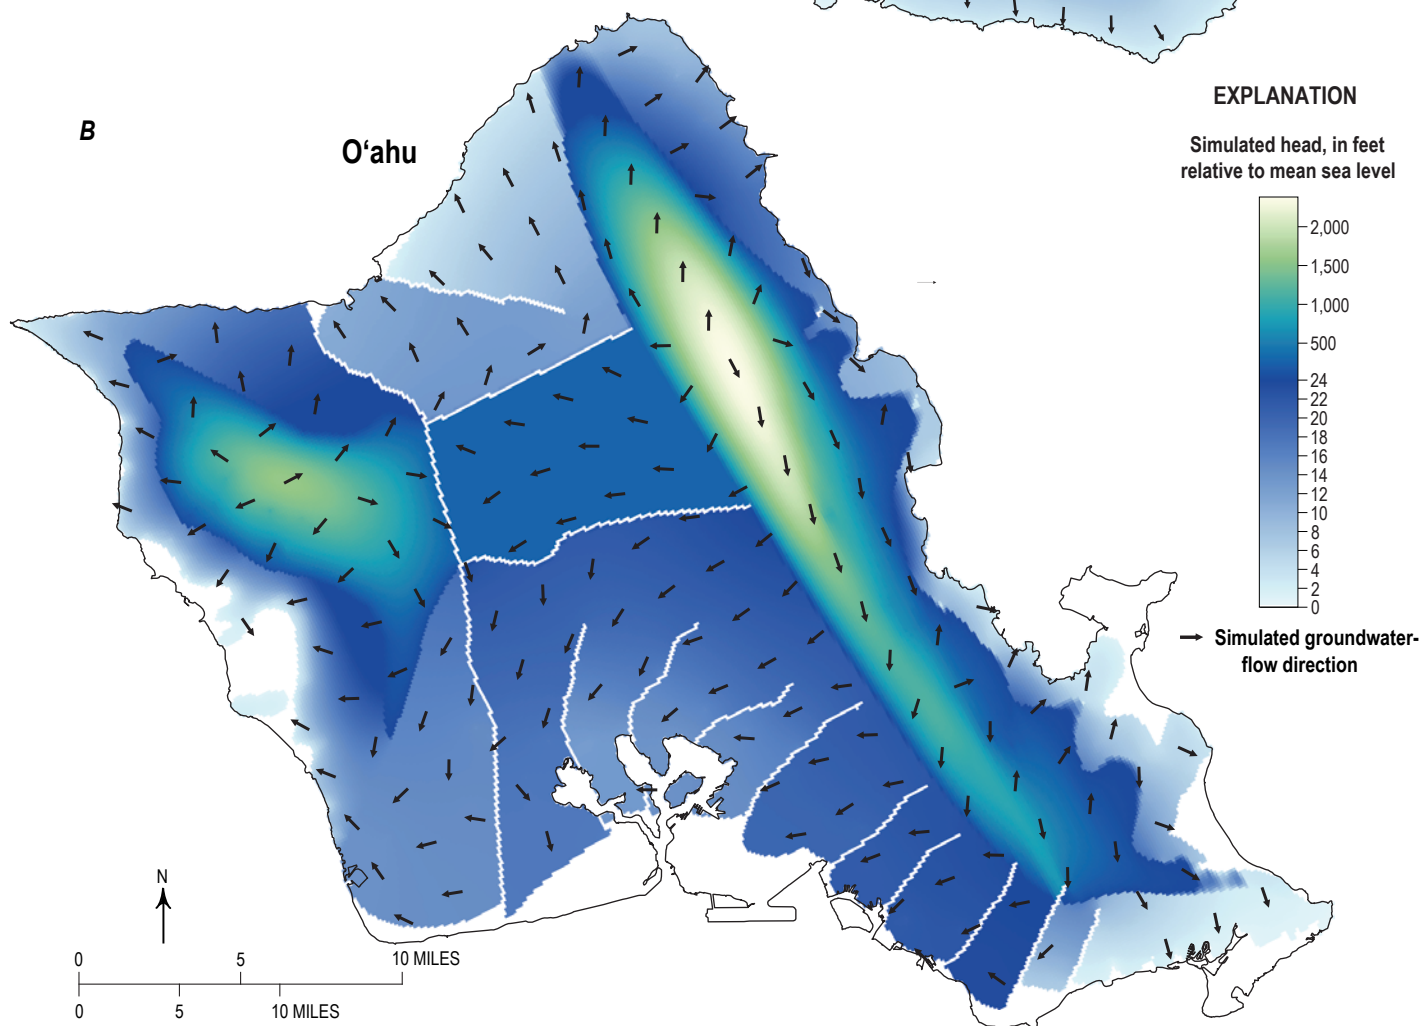 B
Oʻahu
EXPLANATION
Simulated head, in feet
relative to mean sea level
2,000
1,500
1,000
500
24
22
20
18
16
14
12
10
8
6
4
2
0
Simulated groundwater-
flow direction
N
0 5 10 MILES
0 5 10 MILES